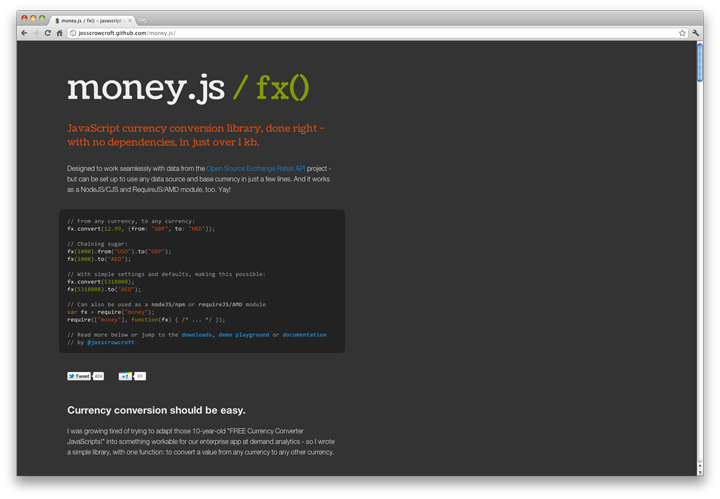 money.js / fx() - javascript c
josscrowcroft.github.com/money.js/
money.js / fx()
JavaScript currency conversion library, done right ~
with no dependencies, in just over 1 kb.
Designed to work seamlessly with data from the Open Source Exchange Rates API project -
but can be set up to use any data source and base currency in just a few lines. And it works
as a NodeJS/CJS and RequireJS/AMD module, too. Yay!
// From any currency, to any currency:
fx.convert(12.99, {from: "GBP", to: "HKD"});
// Chaining sugar:
fx(1000).from("USD").to("GBP");
fx(1000).to("AED");
// With simple settings and defaults, making this possible:
fx.convert(5318008);
fx(5318008).to("AED");
// Can also be used as a nodeJS/npm or requireJS/AMD module
var fx = require("money");
require(["money"], function(fx) { /* ... */ });
// Read more below or jump to the downloads, demo playground or documentation
// by @josscrowcroft
Tweet 424 +1 53
Currency conversion should be easy.
I was growing tired of trying to adapt those 10-year-old "FREE Currency Converter
JavaScripts!" into something workable for our enterprise app at demand analytics - so I wrote
a simple library, with one function: to convert a value from any currency to any other currency.